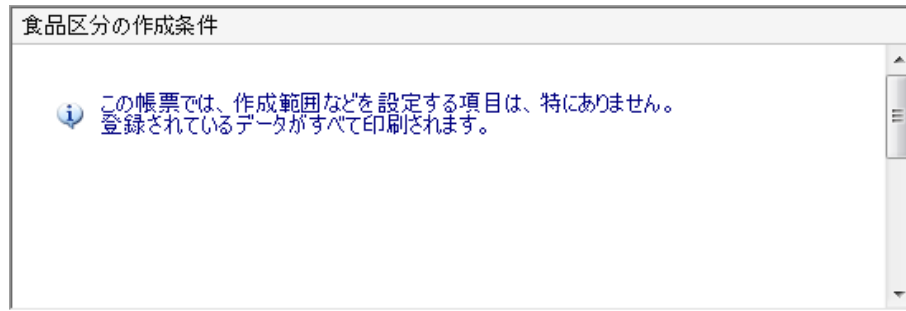 食品区分の作成条件
この帳票では、作成範囲などを設定する項目は、特にありません。
登録されているデータがすべて印刷されます。